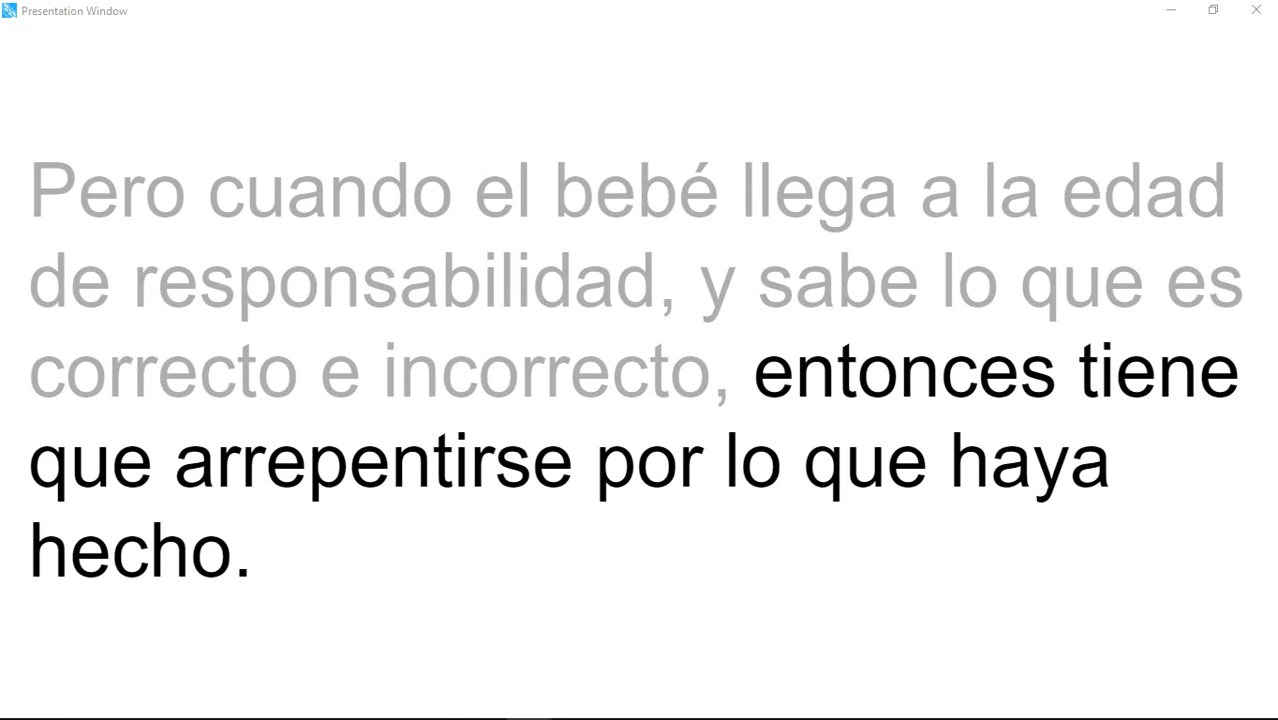 Presentation Window
Pero cuando el bebé llega a la edad
de responsabilidad, y sabe lo que es
correcto e incorrecto, entonces tiene
que arrepentirse por lo que haya
hecho.